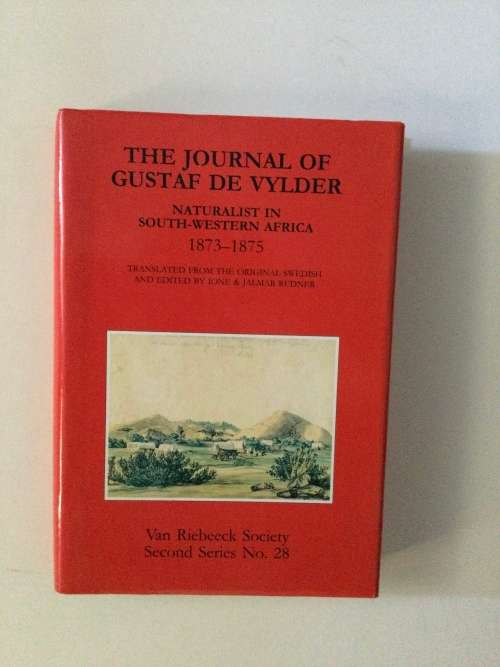 THE JOURNAL OF
GUSTAF DE VYLDER
NATURALIST IN
SOUTH-WESTERN AFRICA
1873–1875
TRANSLATED FROM THE ORIGINAL SWEDISH
AND EDITED BY IONE & JALMAR RUDNER
Van Riebeeck Society
Second Series No. 28